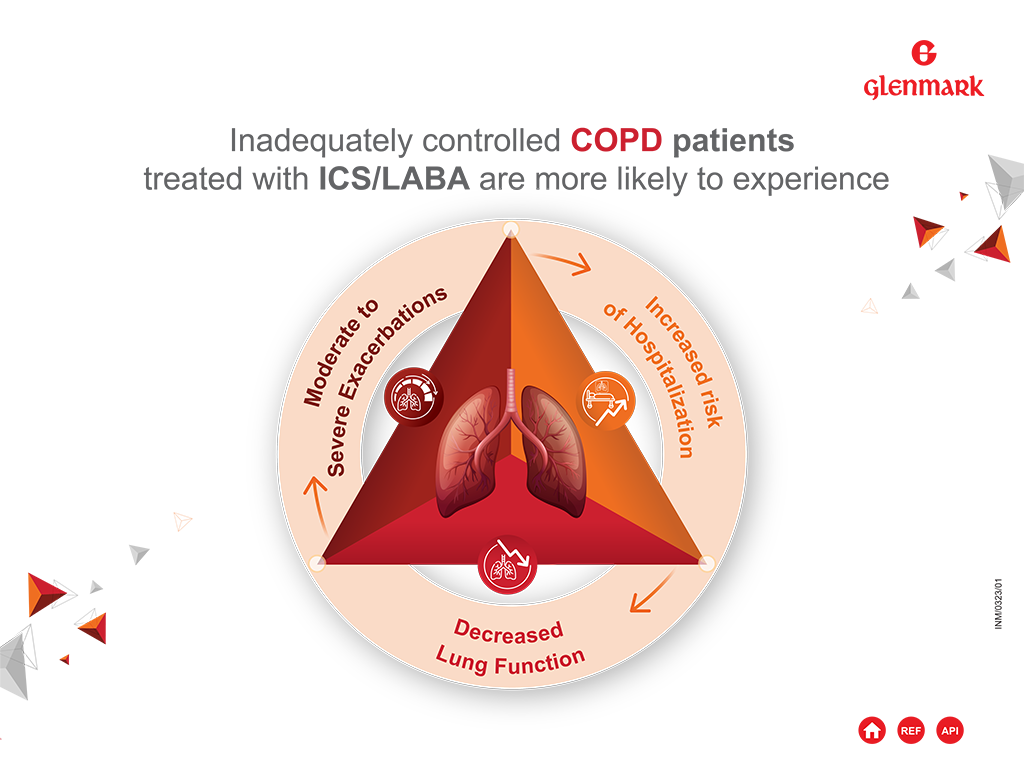 GLENMARK
Inadequately controlled COPD patients
treated with ICS/LABA are more likely to experience
Moderate to
Severe Exacerbations
Increased risk
of Hospitalization
Decreased
Lung Function
INM/0323/01
REF
API